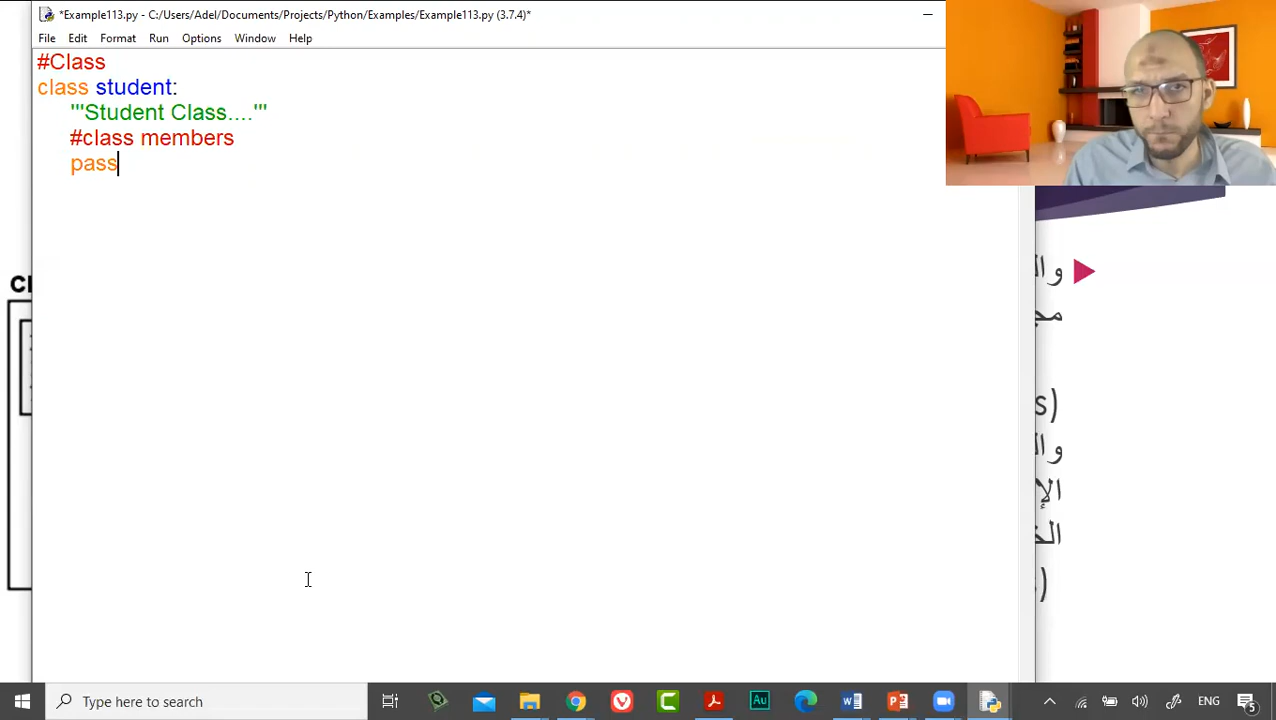 *Example113.py - C:/Users/Adel/Documents/Projects/Python/Examples/Example113.py (3.7.4)*
File Edit Format Run Options Window Help
#Class
class student:
'''Student Class....'''
#class members
pass
Type here to search
ENG
5